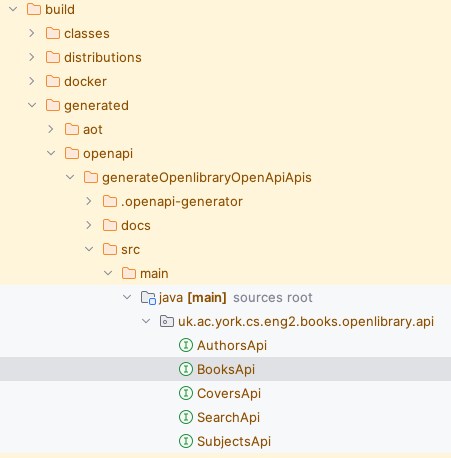 build
classes
distributions
docker
generated
aot
openapi
generateOpenlibraryOpenApiApis
.openapi-generator
docs
src
main
java [main] sources root
uk.ac.york.cs.eng2.books.openlibrary.api
AuthorsApi
BooksApi
CoversApi
SearchApi
SubjectsApi